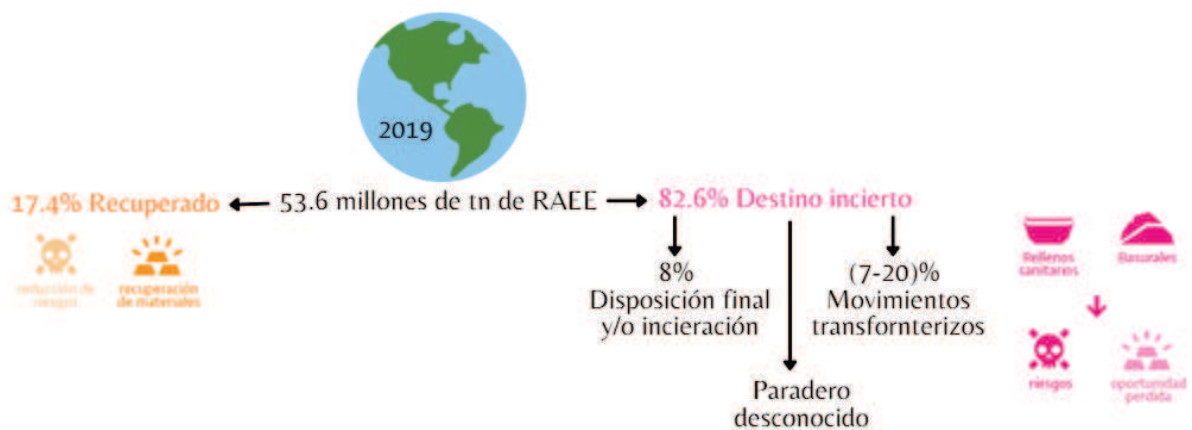 2019
17.4% Recuperado
53.6 millones de tn de RAEE
82.6% Destino incierto
reducción de
riesgos
recuperación
de materiales
8%
Disposición final
y/o incieración
(7-20)%
Movimientos
transfornterizos
Paradero
desconocido
Rellenos
sanitarios
Basurales
riesgos
oportunidad
perdida